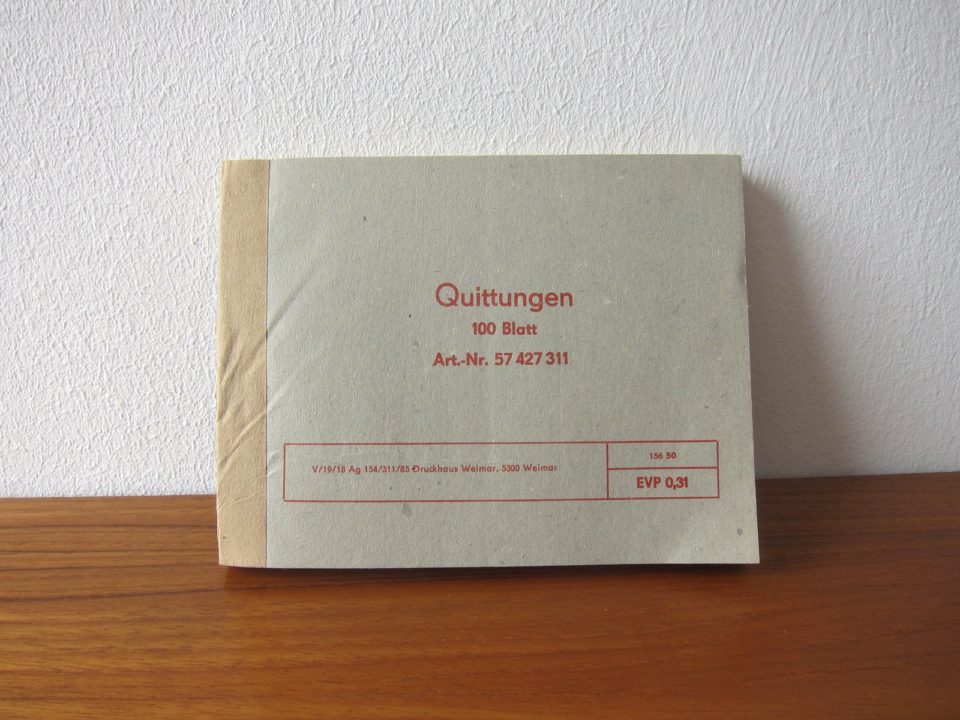 Quittungen
100 Blatt
Art.-Nr. 57 427 311
V/19/18 Ag 154/311/85 Druckhaus Weimar, 5300 Weimar
156 50
EVP 0,31